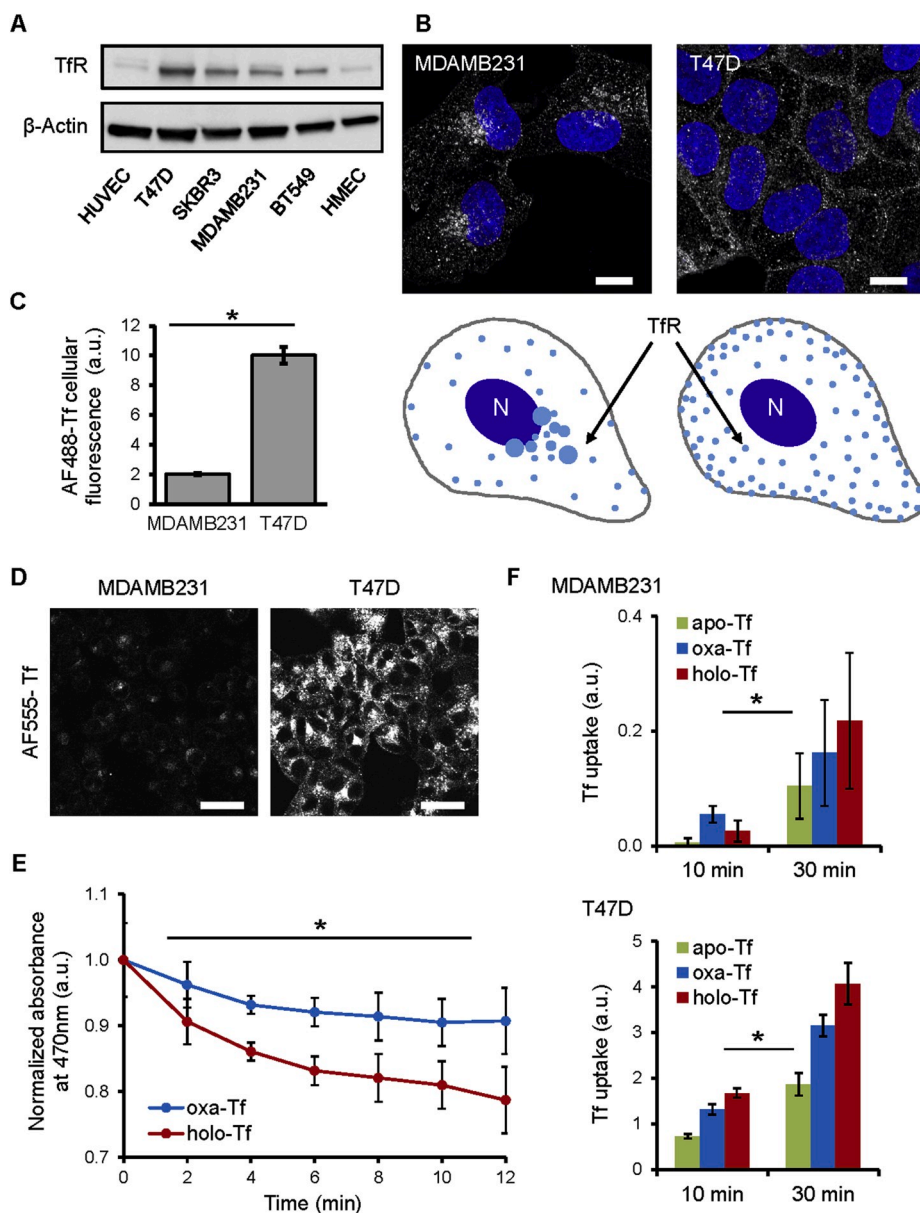 A
TfR
β-Actin
HUVEC
T47D
SKBR3
MDAMB231
BT549
HMEC
B
MDAMB231
T47D
TfR
N
N
C
AF488-Tf cellular
fluorescence (a.u.)
12
10
8
6
4
2
0
*
MDAMB231
T47D
D
MDAMB231
T47D
AF555- Tf
E
Normalized absorbance
at 470nm (a.u.)
1.1
1.0
0.9
0.8
0.7
*
oxa-Tf
holo-Tf
0 2 4 6 8 10 12
Time (min)
F
MDAMB231
Tf uptake (a.u.)
0.4
0.2
0.0
apo-Tf
oxa-Tf
holo-Tf
*
10 min 30 min
T47D
Tf uptake (a.u.)
5
4
3
2
1
0
apo-Tf
oxa-Tf
holo-Tf
*
10 min 30 min